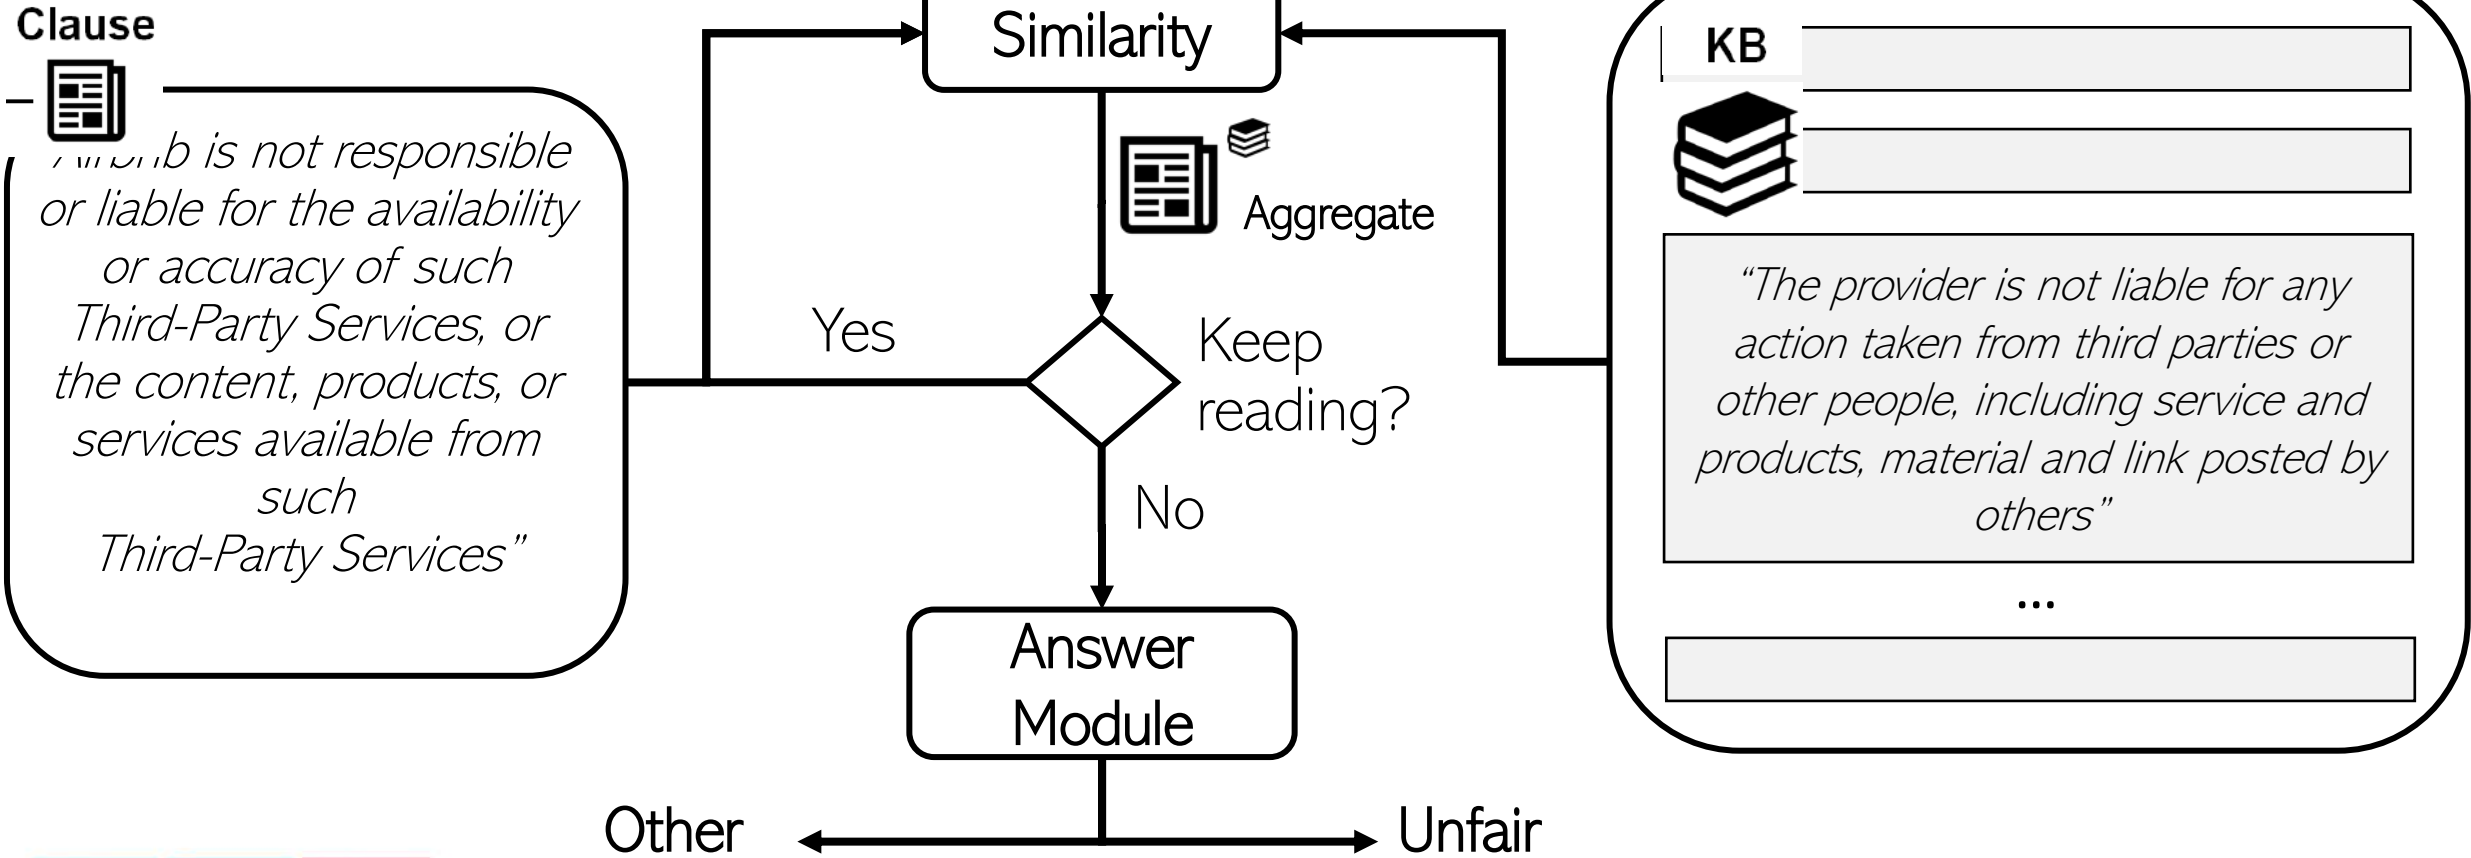 Clause
Similarity
KB
is not responsible
or liable for the availability
or accuracy of such
Third-Party Services, or
the content, products, or
services available from
such
Third-Party Services”
Aggregate
Yes
Keep
reading?
No
“The provider is not liable for any
action taken from third parties or
other people, including service and
products, material and link posted by
others”
...
Answer
Module
Other
Unfair